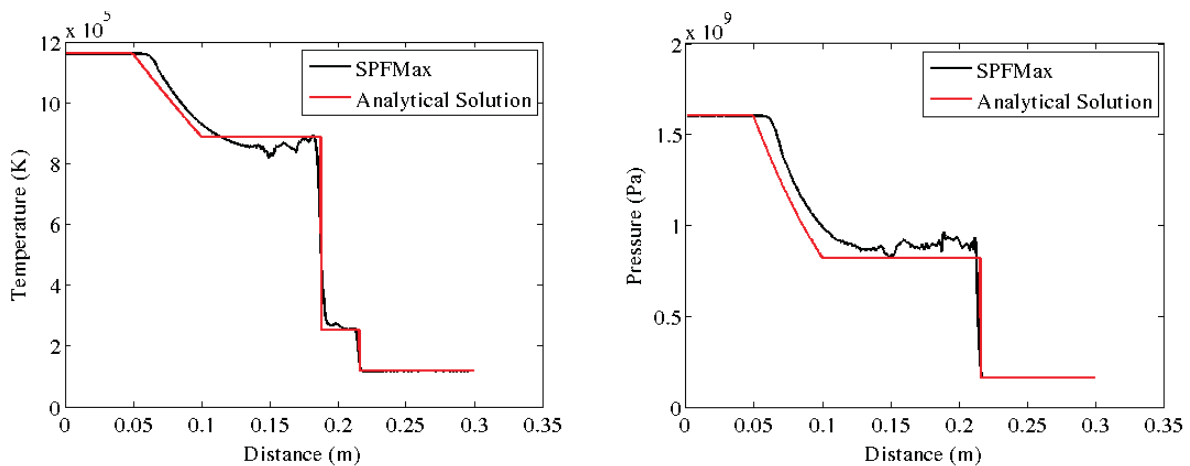 x 10^5
12
10
8
6
4
2
0
0 0.05 0.1 0.15 0.2 0.25 0.3 0.35
Temperature (K)
Distance (m)
SPFMax
Analytical Solution
x 10^9
2
1.5
1
0.5
0
0 0.05 0.1 0.15 0.2 0.25 0.3 0.35
Pressure (Pa)
Distance (m)
SPFMax
Analytical Solution